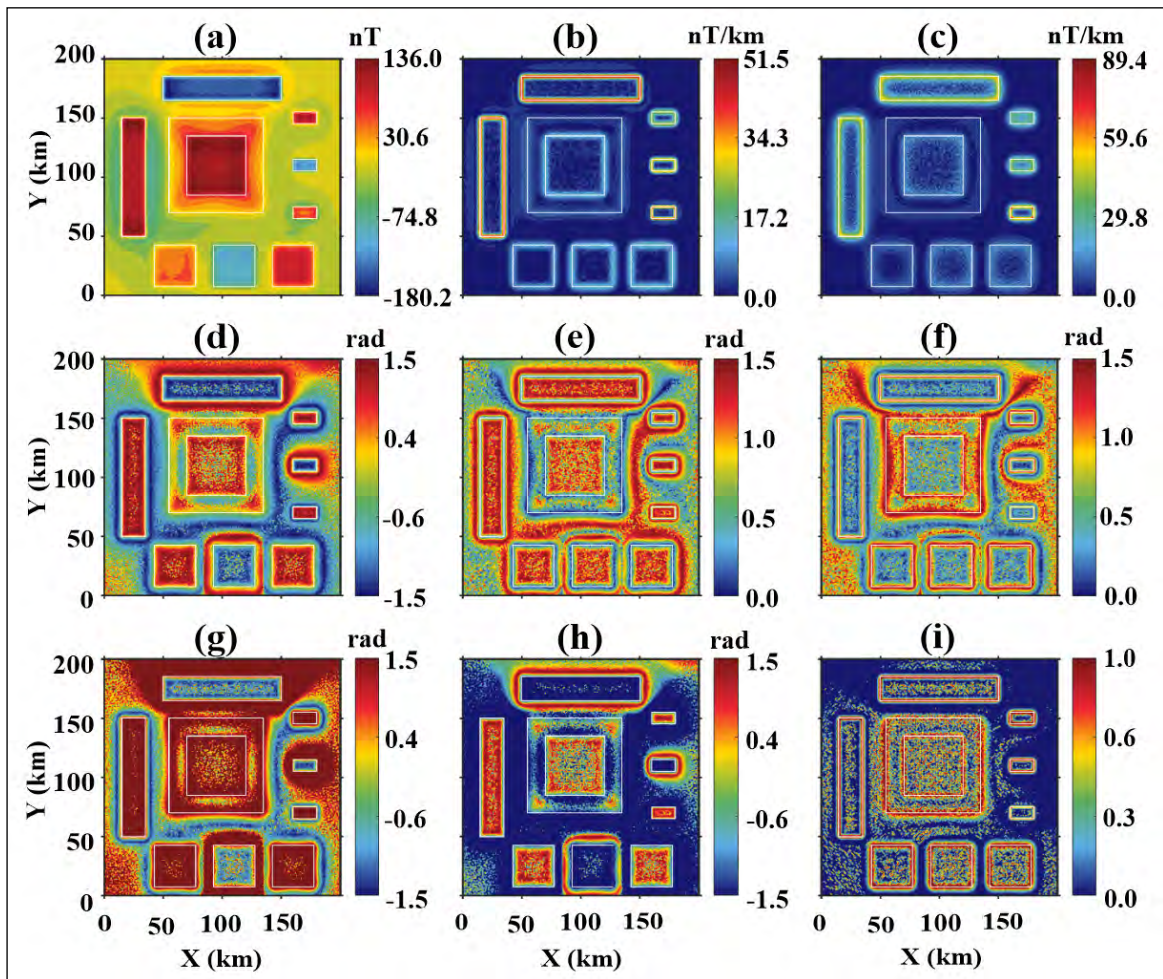 (a) (b) (c)
nT nT/km nT/km
200 136.0 51.5 89.4
150
Y (km) 100 30.6 34.3 59.6
50 -74.8 17.2 29.8
0 -180.2 0.0 0.0
(d) (e) (f)
rad rad rad
200 1.5 1.5 1.5
150
Y (km) 100 0.4 1.0 1.0
50 -0.6 0.5 0.5
0 -1.5 0.0 0.0
(g) (h) (i)
rad rad
200 1.5 1.5 1.0
150
Y (km) 100 0.4 0.4 0.6
50 -0.6 -0.6 0.3
0 -1.5 -1.5 0.0
0 50 100 150 0 50 100 150 0 50 100 150
X (km) X (km) X (km)